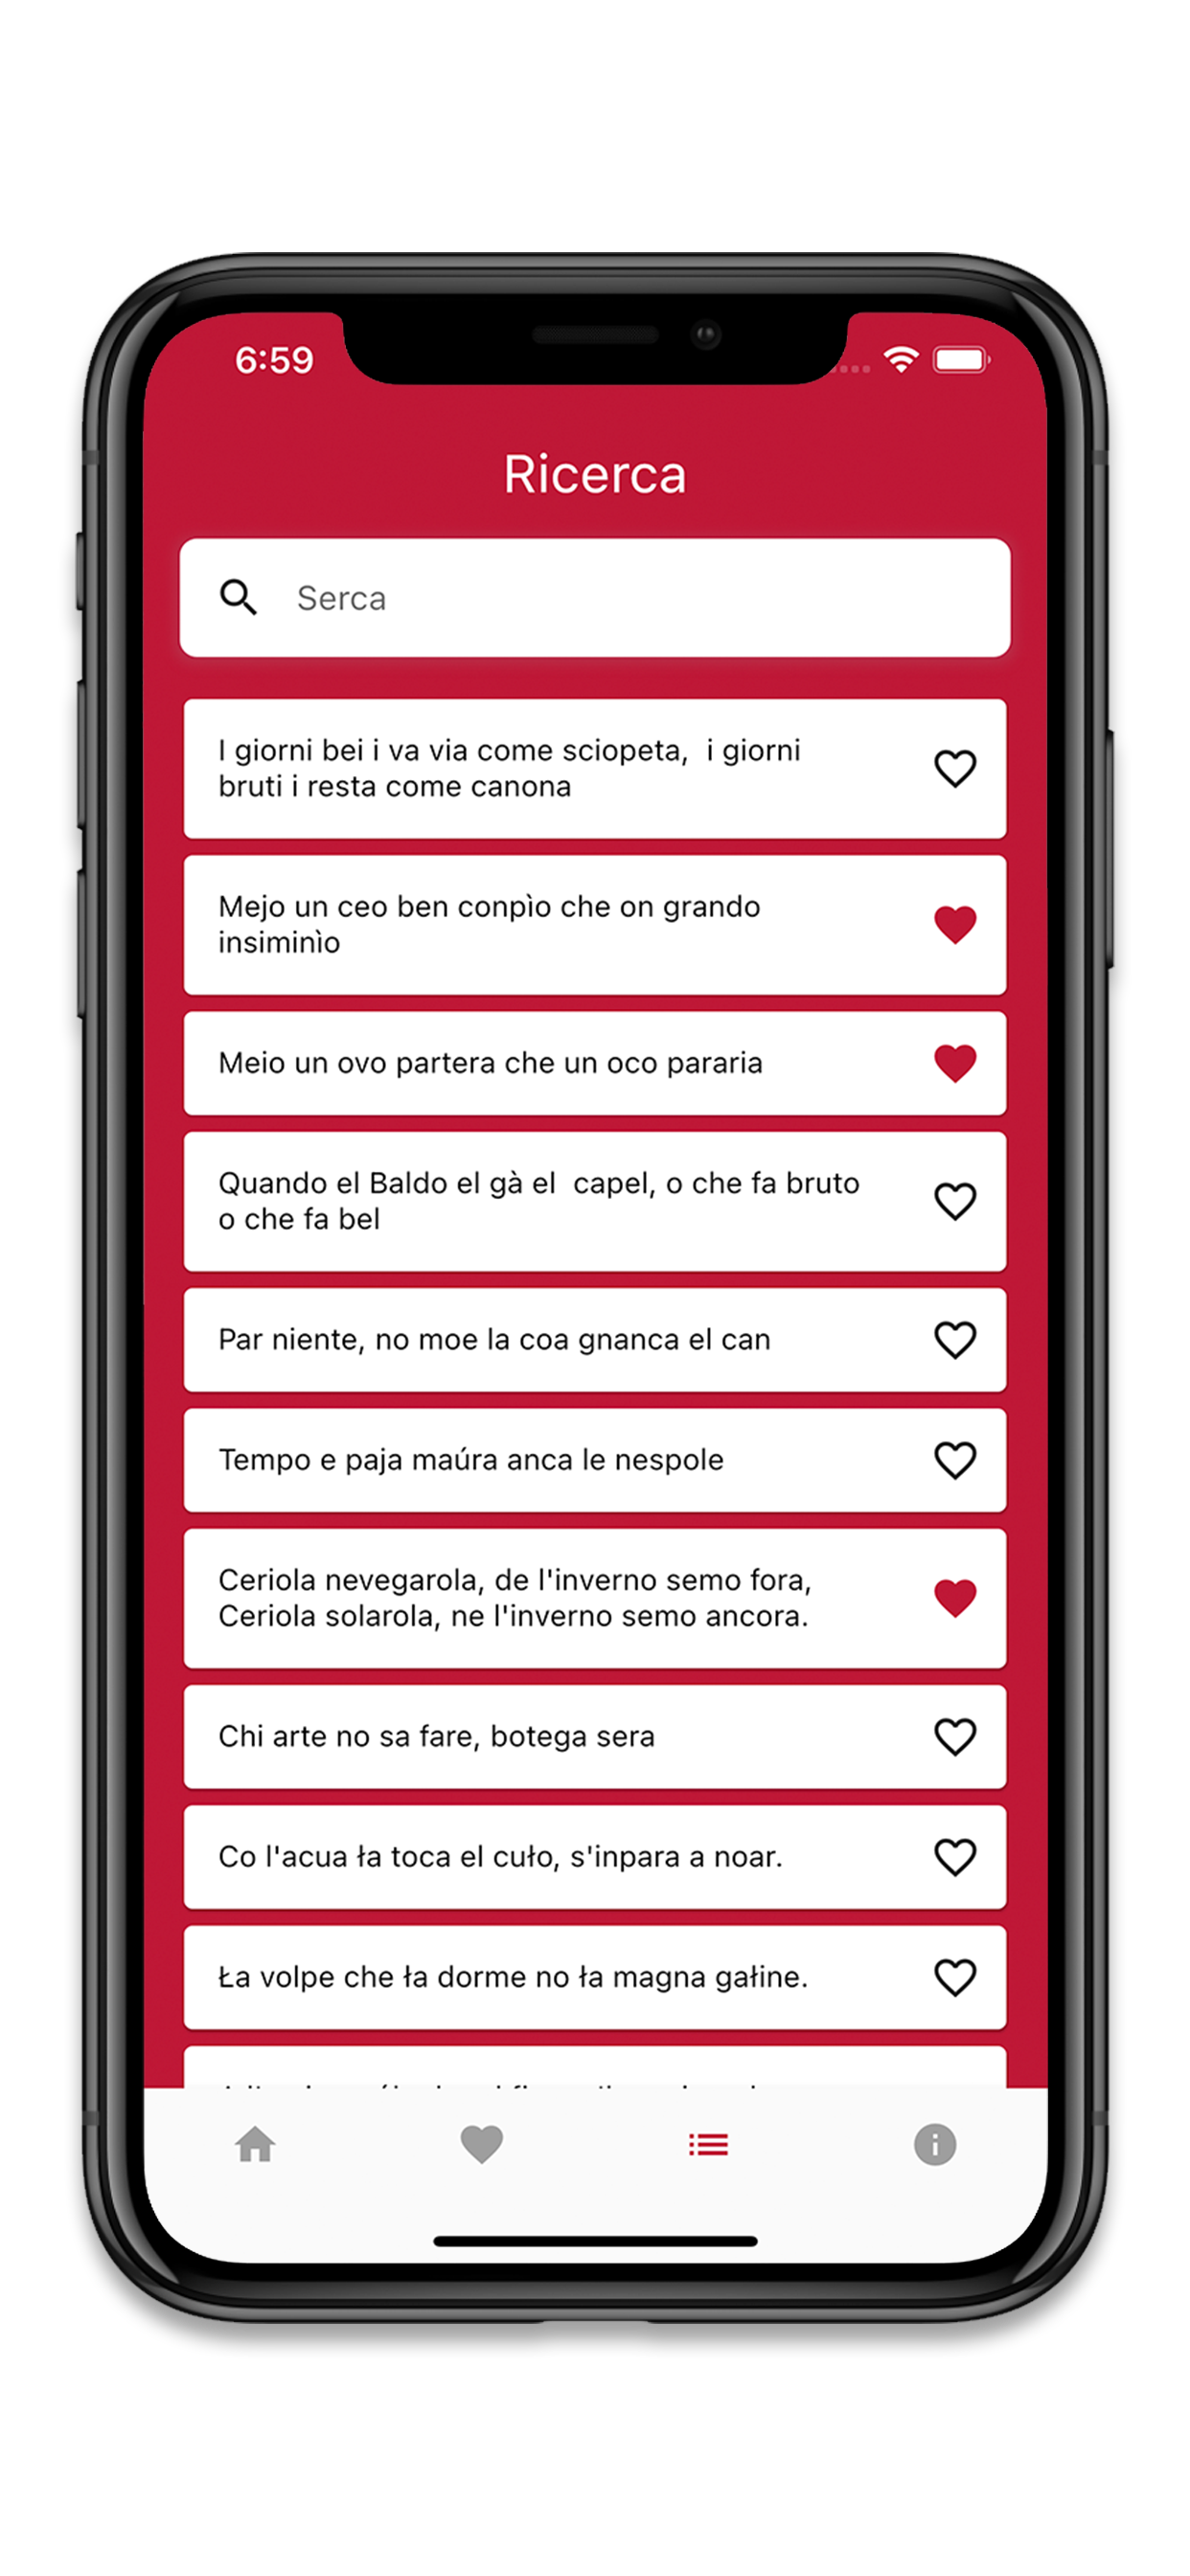 6:59
Ricerca
Serca
I giorni bei i va via come sciopeta,  i giorni
bruti i resta come canona
Mejo un ceo ben conpìo che on grando
insiminìo
Meio un ovo partera che un oco pararia
Quando el Baldo el gà el  capel, o che fa bruto
o che fa bel
Par niente, no moe la coa gnanca el can
Tempo e paja maúra anca le nespole
Ceriola nevegarola, de l'inverno semo fora,
Ceriola solarola, ne l'inverno semo ancora.
Chi arte no sa fare, botega sera
Co l'acua ła toca el cuło, s'inpara a noar.
Ła volpe che ła dorme no ła magna gałine.